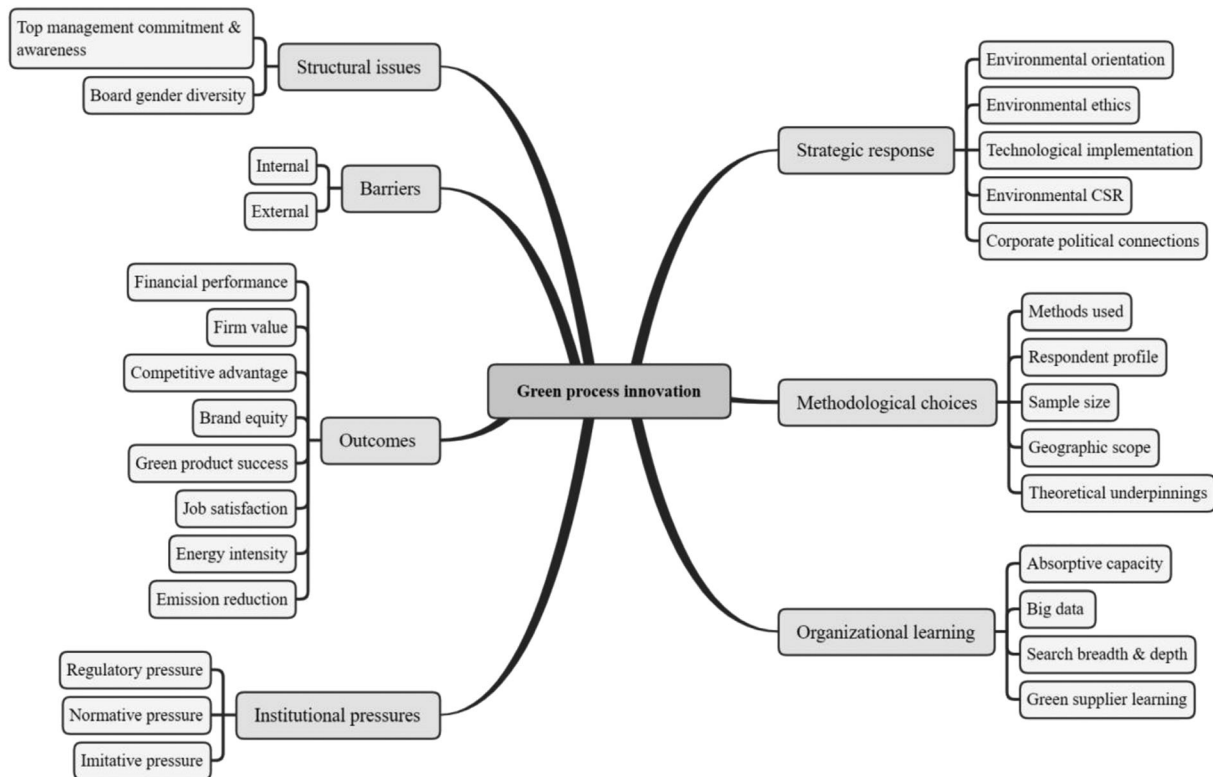 Top management commitment &
awareness
Board gender diversity
Structural issues
Internal
External
Barriers
Financial performance
Firm value
Competitive advantage
Brand equity
Green product success
Job satisfaction
Energy intensity
Emission reduction
Outcomes
Regulatory pressure
Normative pressure
Imitative pressure
Institutional pressures
Green process innovation
Strategic response
Environmental orientation
Environmental ethics
Technological implementation
Environmental CSR
Corporate political connections
Methodological choices
Methods used
Respondent profile
Sample size
Geographic scope
Theoretical underpinnings
Organizational learning
Absorptive capacity
Big data
Search breadth & depth
Green supplier learning